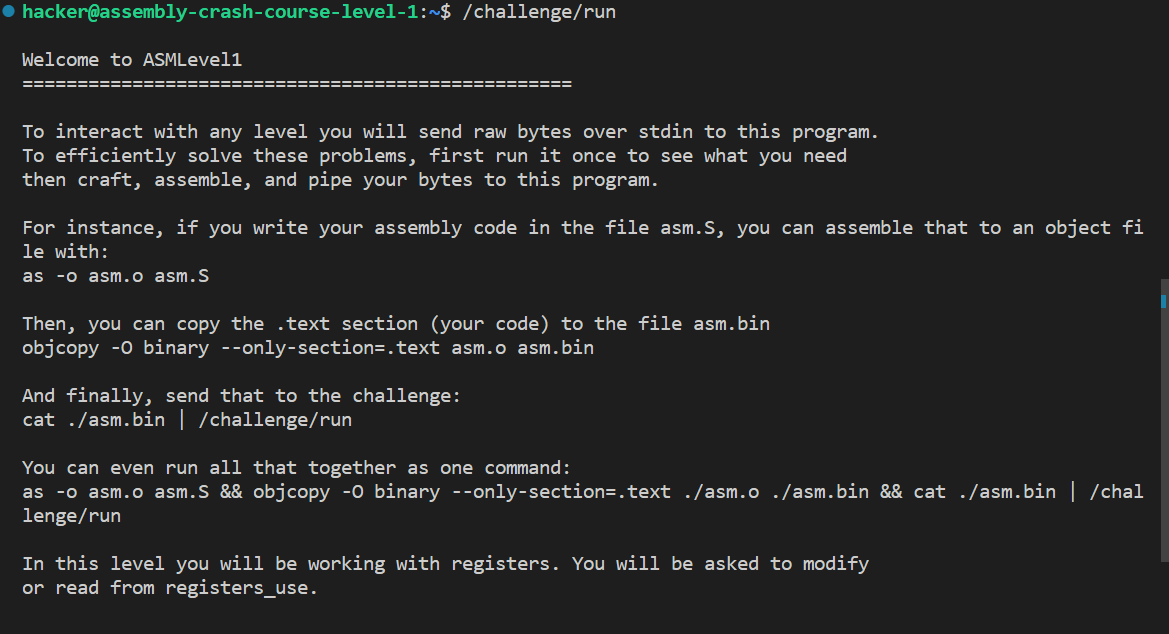 hacker@assembly-crash-course-level-1:~$ /challenge/run
Welcome to ASMLevel1
==================================================
To interact with any level you will send raw bytes over stdin to this program.
To efficiently solve these problems, first run it once to see what you need
then craft, assemble, and pipe your bytes to this program.
For instance, if you write your assembly code in the file asm.S, you can assemble that to an object fi
le with:
as -o asm.o asm.S
Then, you can copy the .text section (your code) to the file asm.bin
objcopy -O binary --only-section=.text asm.o asm.bin
And finally, send that to the challenge:
cat ./asm.bin | /challenge/run
You can even run all that together as one command:
as -o asm.o asm.S && objcopy -O binary --only-section=.text ./asm.o ./asm.bin && cat ./asm.bin | /chal
lenge/run
In this level you will be working with registers. You will be asked to modify
or read from registers_use.